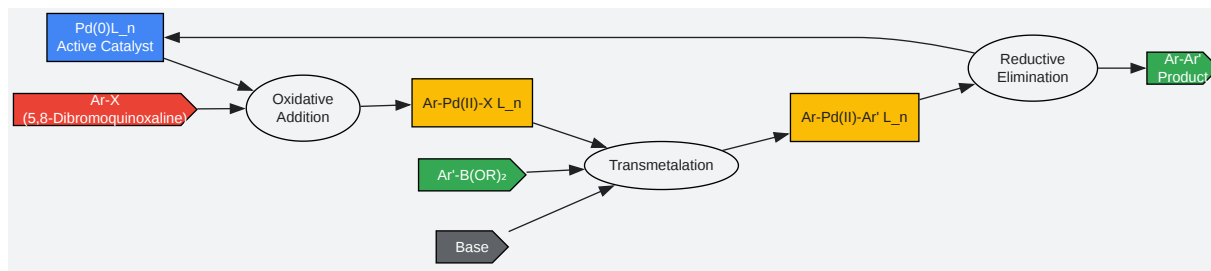 Pd(0)L_n
Active Catalyst
Ar-X
(5,8-Dibromoquinoxaline)
Oxidative
Addition
Ar-Pd(II)-X L_n
Ar'-B(OR)₂
Base
Transmetalation
Ar-Pd(II)-Ar' L_n
Reductive
Elimination
Ar-Ar'
Product